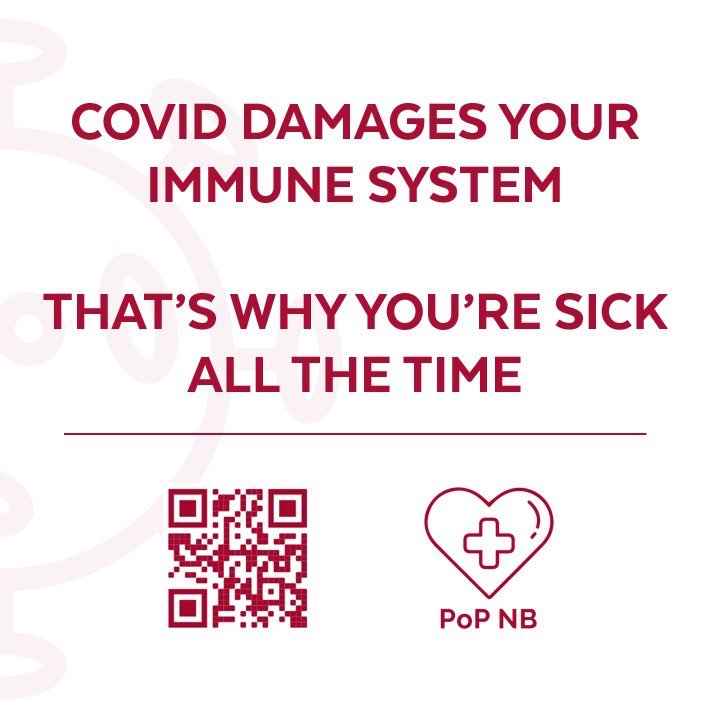 COVID DAMAGES YOUR
IMMUNE SYSTEM
THAT'S WHY YOU'RE SICK
ALL THE TIME
PoP NB